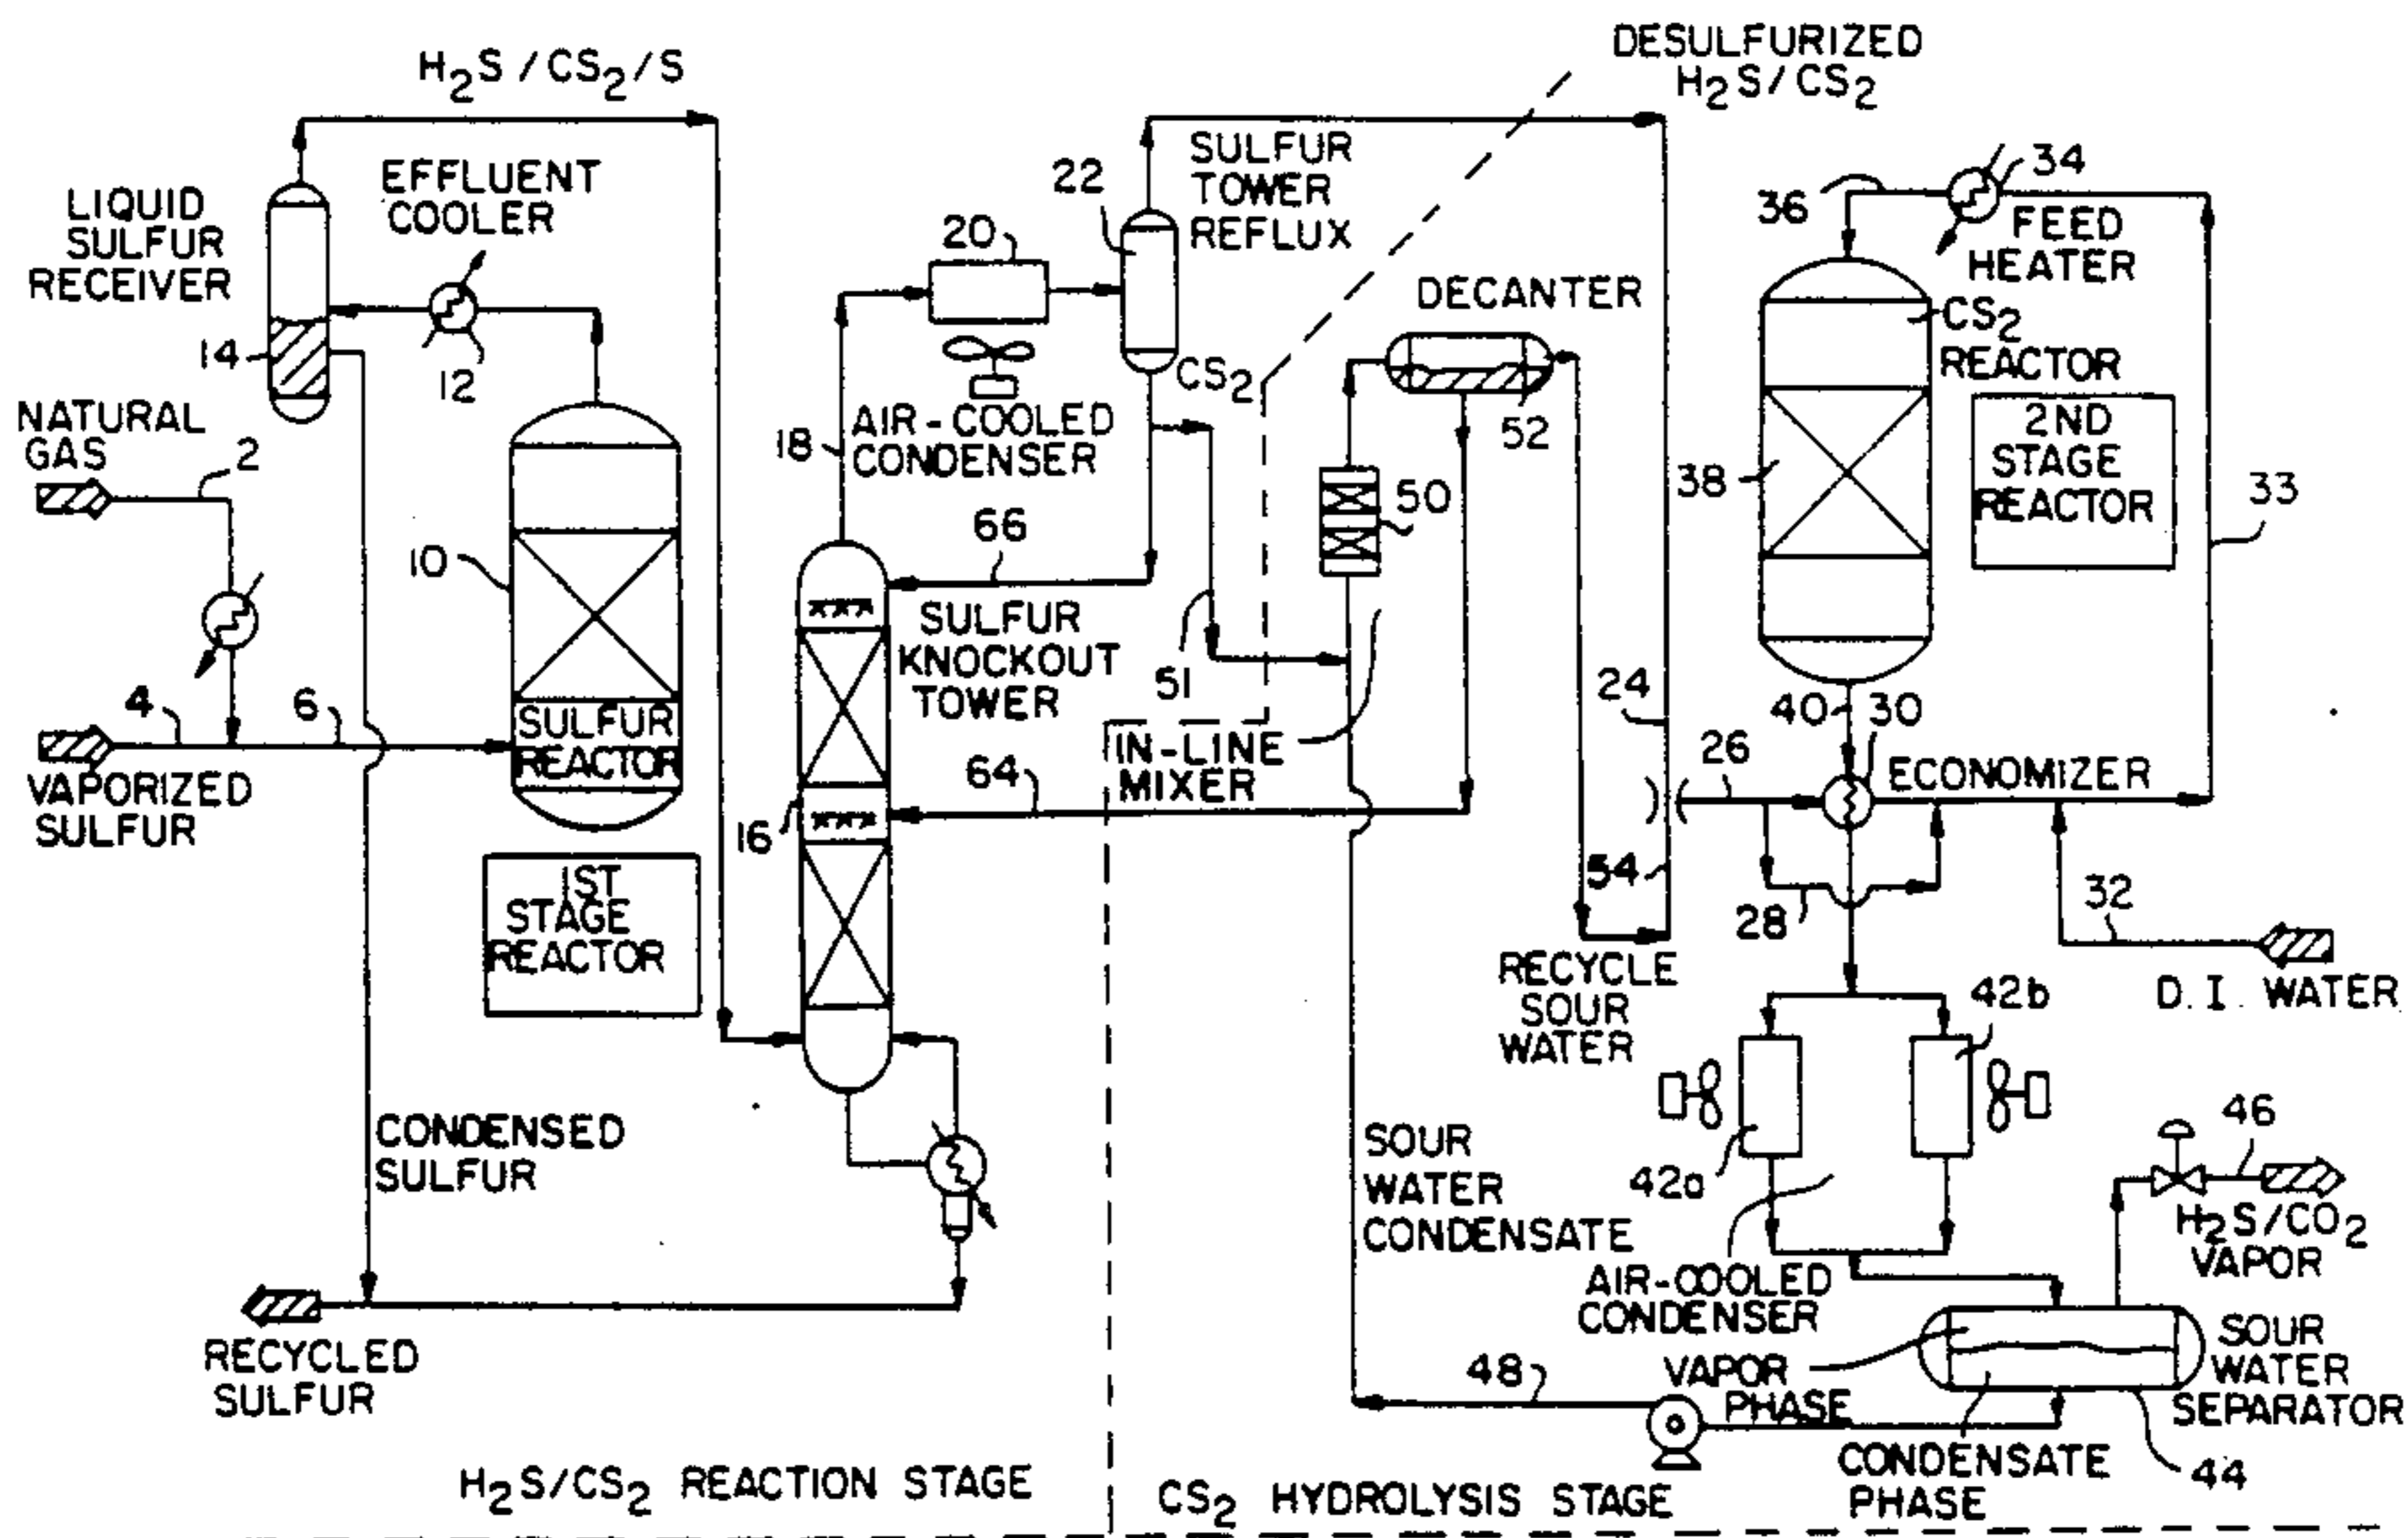 H2S/CS2/S
DESULFURIZED
H2S/CS2
EFFLUENT
COOLER
LIQUID
SULFUR
RECEIVER
14
12
NATURAL
GAS
2
4
6
VAPORIZED
SULFUR
10
SULFUR
REACTOR
1ST
STAGE
REACTOR
CONDENSED
SULFUR
RECYCLED
SULFUR
20
AIR-COOLED
CONDENSER
18
22
SULFUR
TOWER
REFLUX
CS2
66
SULFUR
KNOCKOUT
TOWER
64
16
51
DECANTER
52
50
IN-LINE
MIXER
24
54
26
28
RECYCLE
SOUR
WATER
36
34
FEED
HEATER
CS2
REACTOR
38
2ND
STAGE
REACTOR
33
40
30
ECONOMIZER
32
D.I. WATER
42b
42a
AIR-COOLED
CONDENSER
SOUR
WATER
CONDENSATE
46
H2S/CO2
VAPOR
SOUR
WATER
SEPARATOR
VAPOR
PHASE
48
CONDENSATE
PHASE
44
H2S/CS2 REACTION STAGE
CS2 HYDROLYSIS STAGE